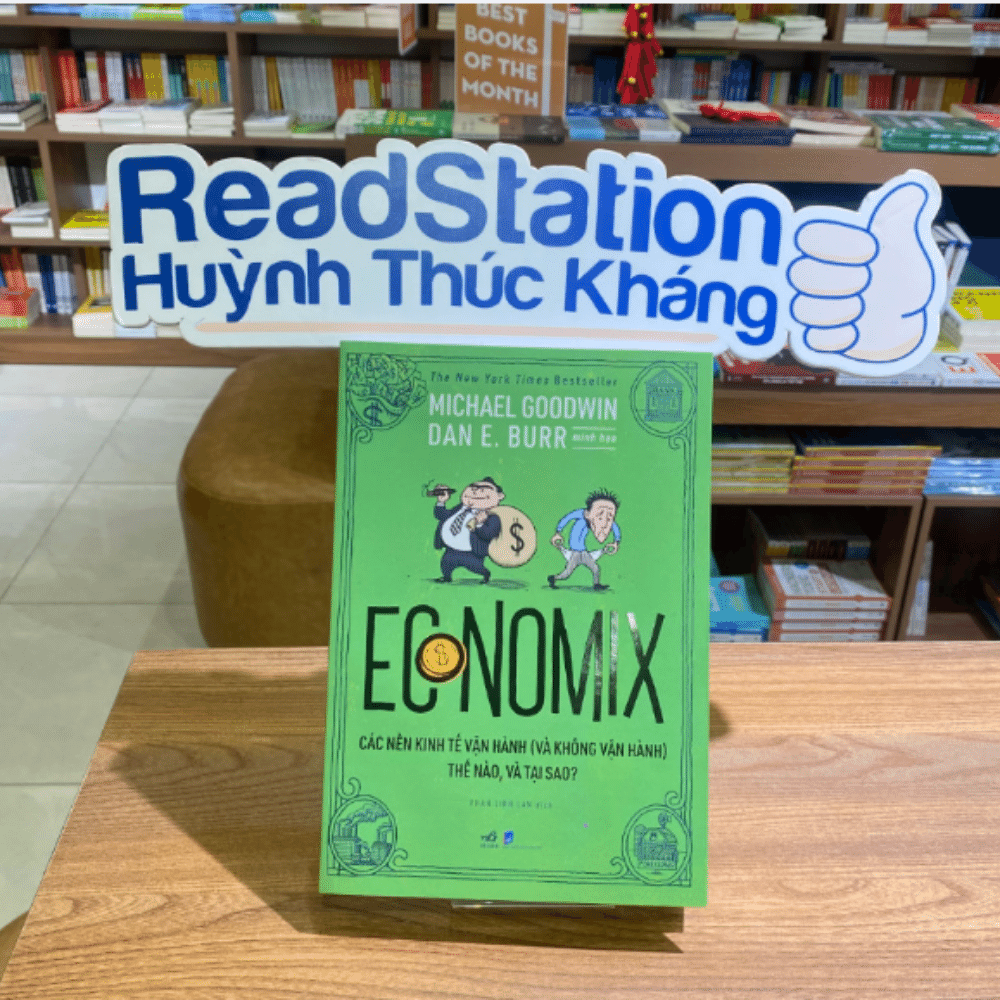 BEST
BOOKS
OF THE
MONTH
ReadStation
Huỳnh Thúc Kháng
The New York Times Bestseller
MICHAEL GOODWIN
DAN E. BURR minh họa
$
$
ECONOMIX
CÁC NỀN KINH TẾ VẬN HÀNH (VÀ KHÔNG VẬN HÀNH)
THẾ NÀO, VÀ TẠI SAO?